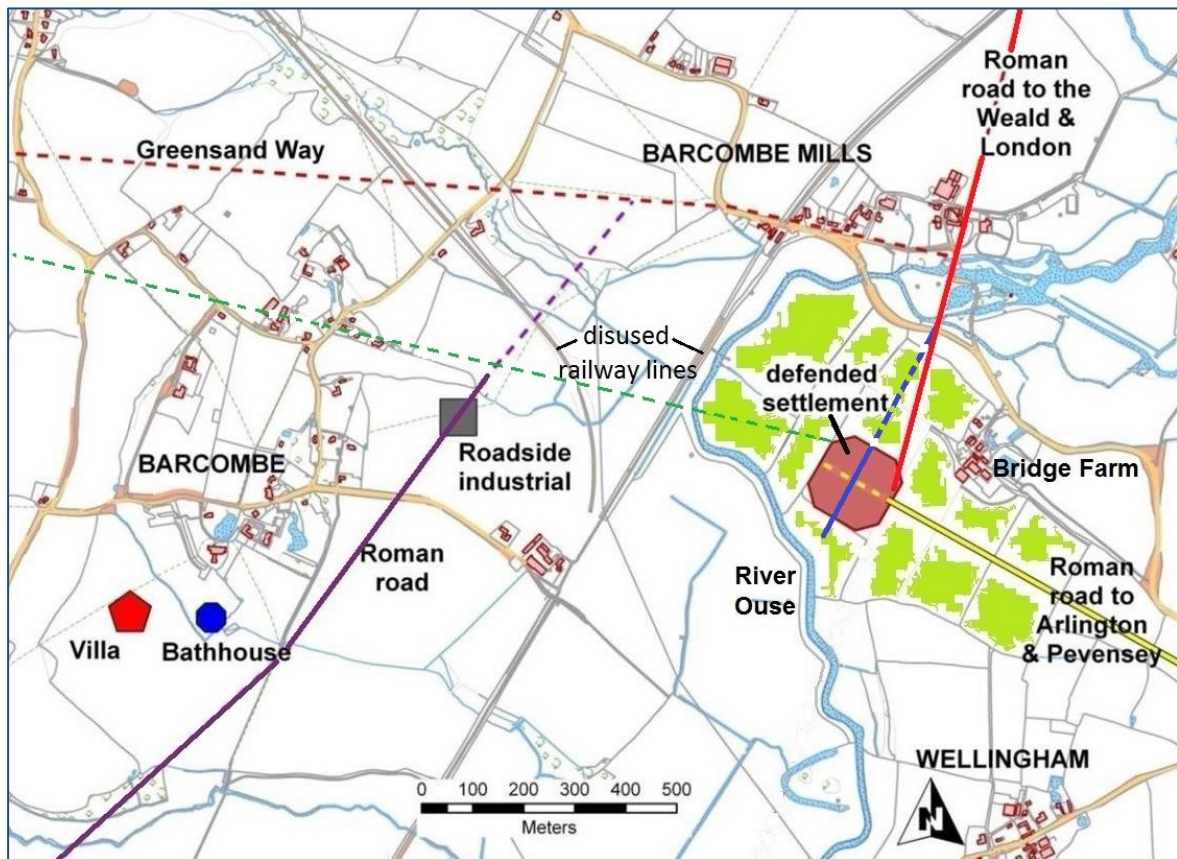 Roman
road to the
Weald &
London
Greensand Way
BARCOMBE MILLS
disused
railway lines
defended
settlement
BARCOMBE
Roadside
industrial
Bridge Farm
Roman
road
River
Ouse
Roman
road to
Arlington
& Pevensey
Villa
Bathhouse
WELLINGHAM
0 100 200 300 400 500
Meters
N